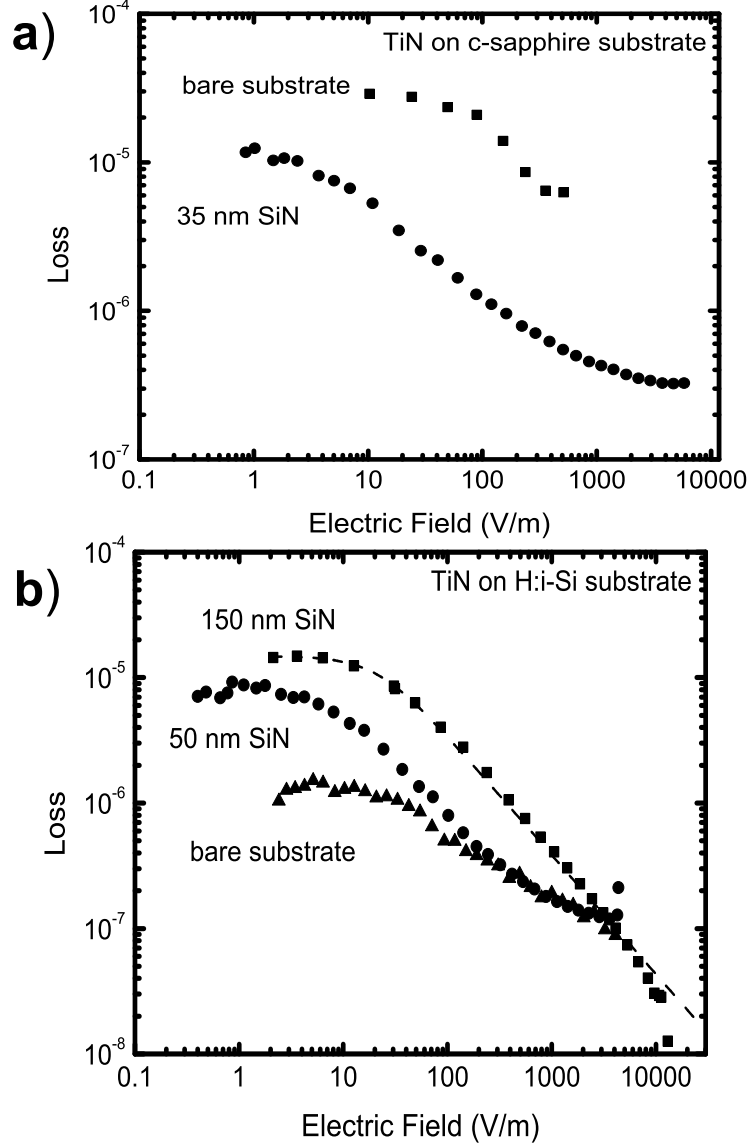 a)
10⁻⁴
TiN on c-sapphire substrate
bare substrate
10⁻⁵
35 nm SiN
Loss
10⁻⁶
10⁻⁷
0.1 1 10 100 1000 10000
Electric Field (V/m)
b)
10⁻⁴
TiN on H:i-Si substrate
150 nm SiN
10⁻⁵
50 nm SiN
Loss
10⁻⁶
bare substrate
10⁻⁷
10⁻⁸
0.1 1 10 100 1000 10000
Electric Field (V/m)